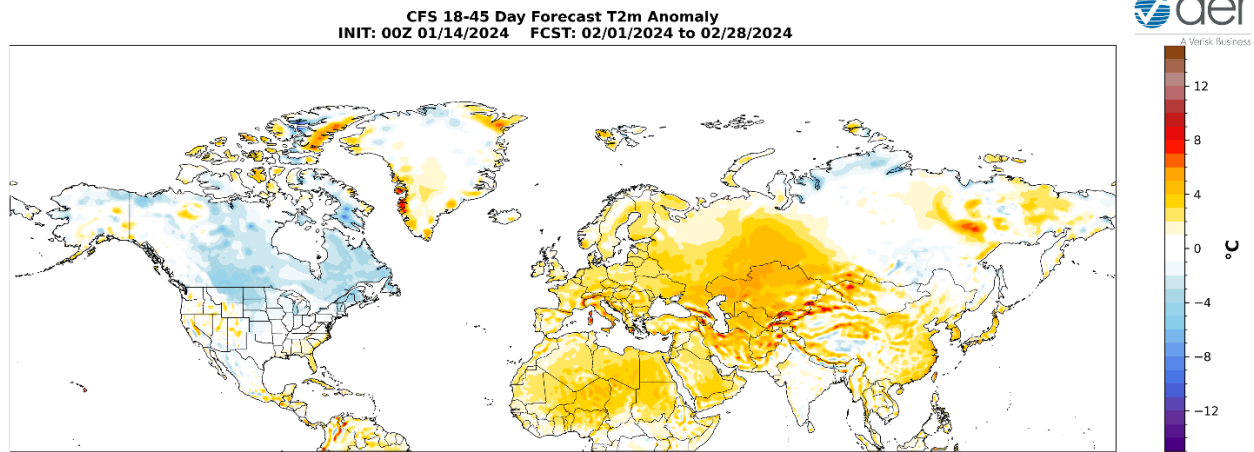 CFS 18-45 Day Forecast T2m Anomaly
INIT: 00Z 01/14/2024    FCST: 02/01/2024 to 02/28/2024
aer
A Verisk Business
12
8
4
0
−4
−8
−12
°C